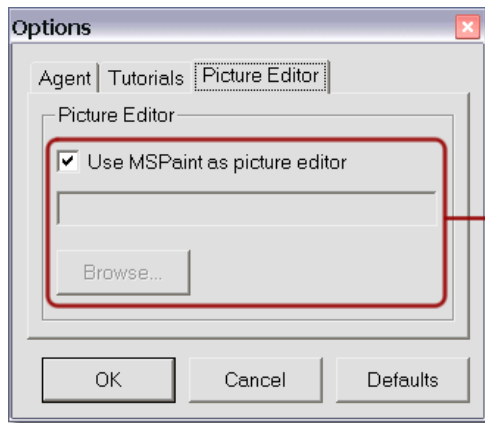 Options
Agent Tutorials Picture Editor
Picture Editor
Use MSPaint as picture editor
Browse...
OK Cancel Defaults